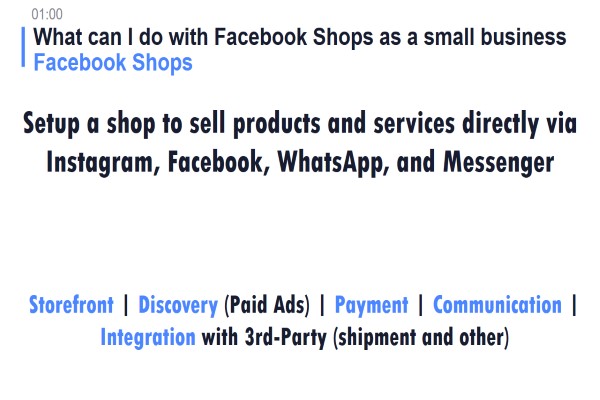 01:00
What can I do with Facebook Shops as a small business
Facebook Shops
Setup a shop to sell products and services directly via
Instagram, Facebook, WhatsApp, and Messenger
Storefront | Discovery (Paid Ads) | Payment | Communication |
Integration with 3rd-Party (shipment and other)